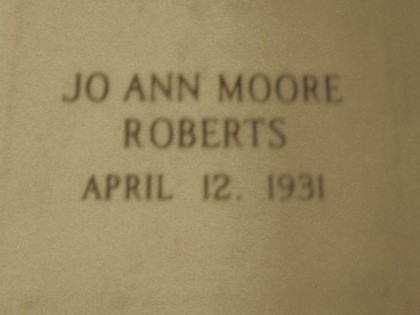 JO ANN MOORE
ROBERTS
APRIL 12. 1931